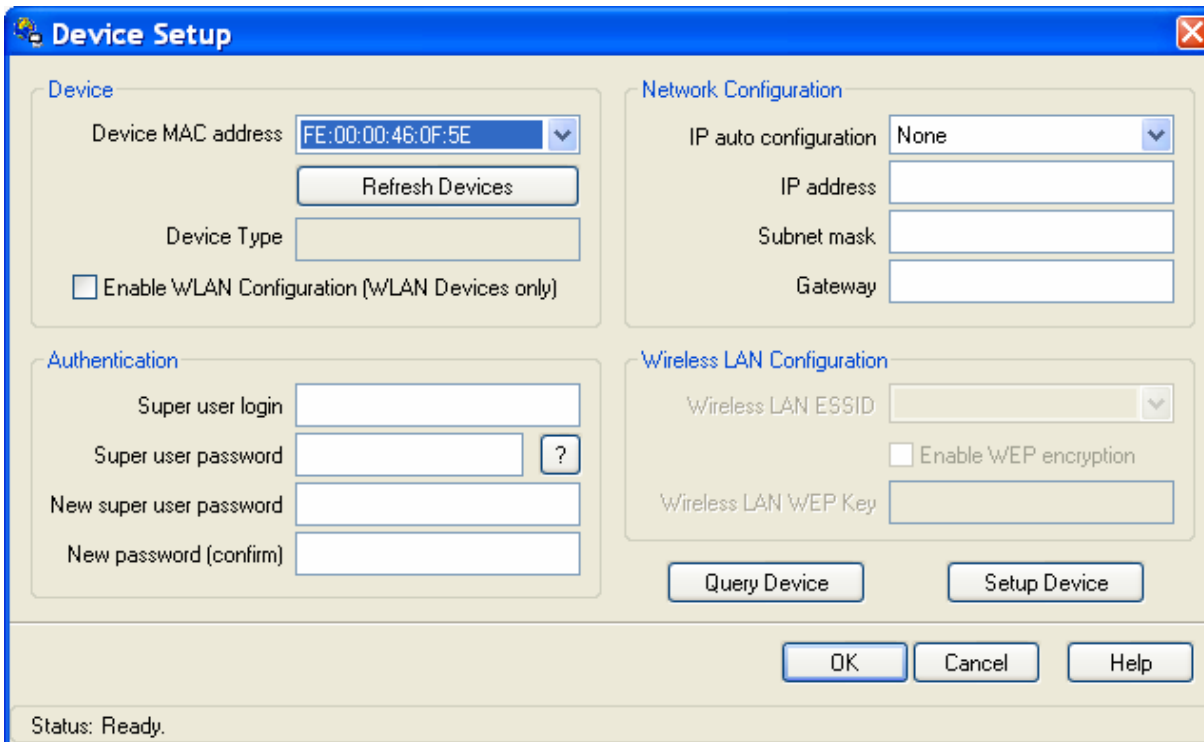 Device Setup
Device
Device MAC address FE:00:00:46:0F:5E
Refresh Devices
Device Type
Enable WLAN Configuration (WLAN Devices only)
Network Configuration
IP auto configuration None
IP address
Subnet mask
Gateway
Authentication
Super user login
Super user password ?
New super user password
New password (confirm)
Wireless LAN Configuration
Wireless LAN ESSID
Enable WEP encryption
Wireless LAN WEP Key
Query Device Setup Device
OK Cancel Help
Status: Ready.